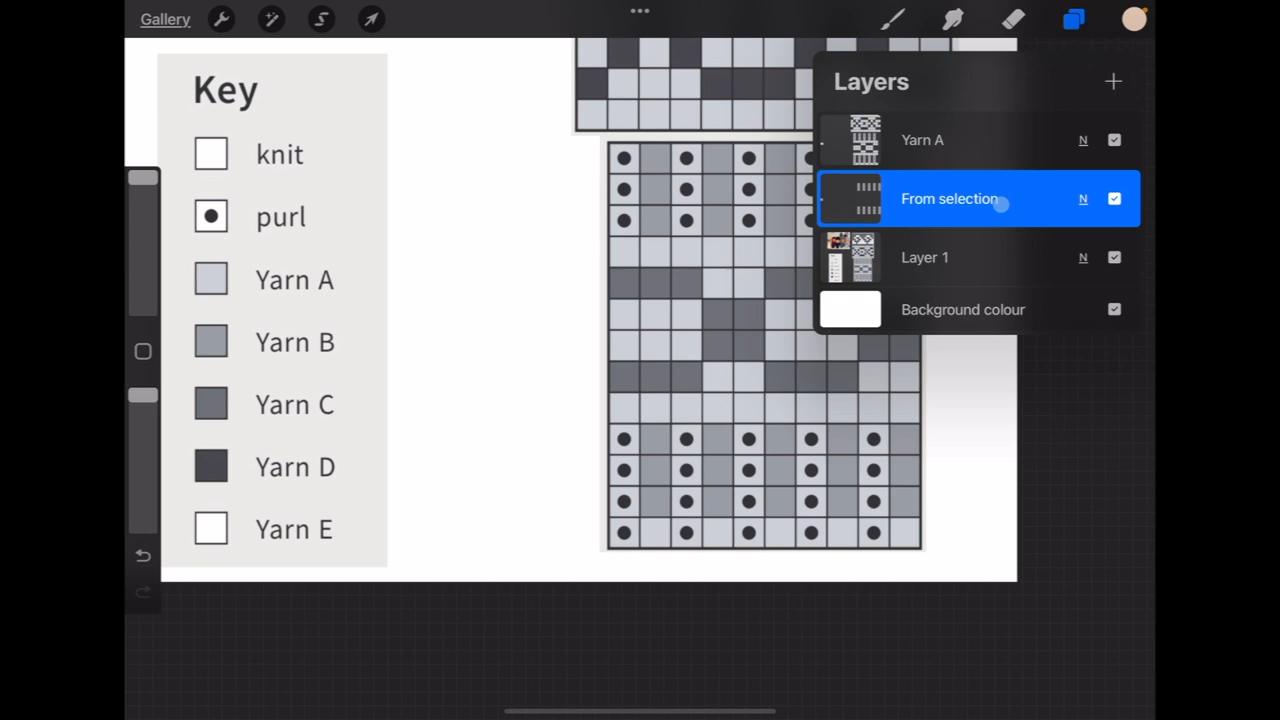 Gallery
Key
knit
purl
Yarn A
Yarn B
Yarn C
Yarn D
Yarn E
Layers
Yarn A N
From selection N
Layer 1 N
Background colour